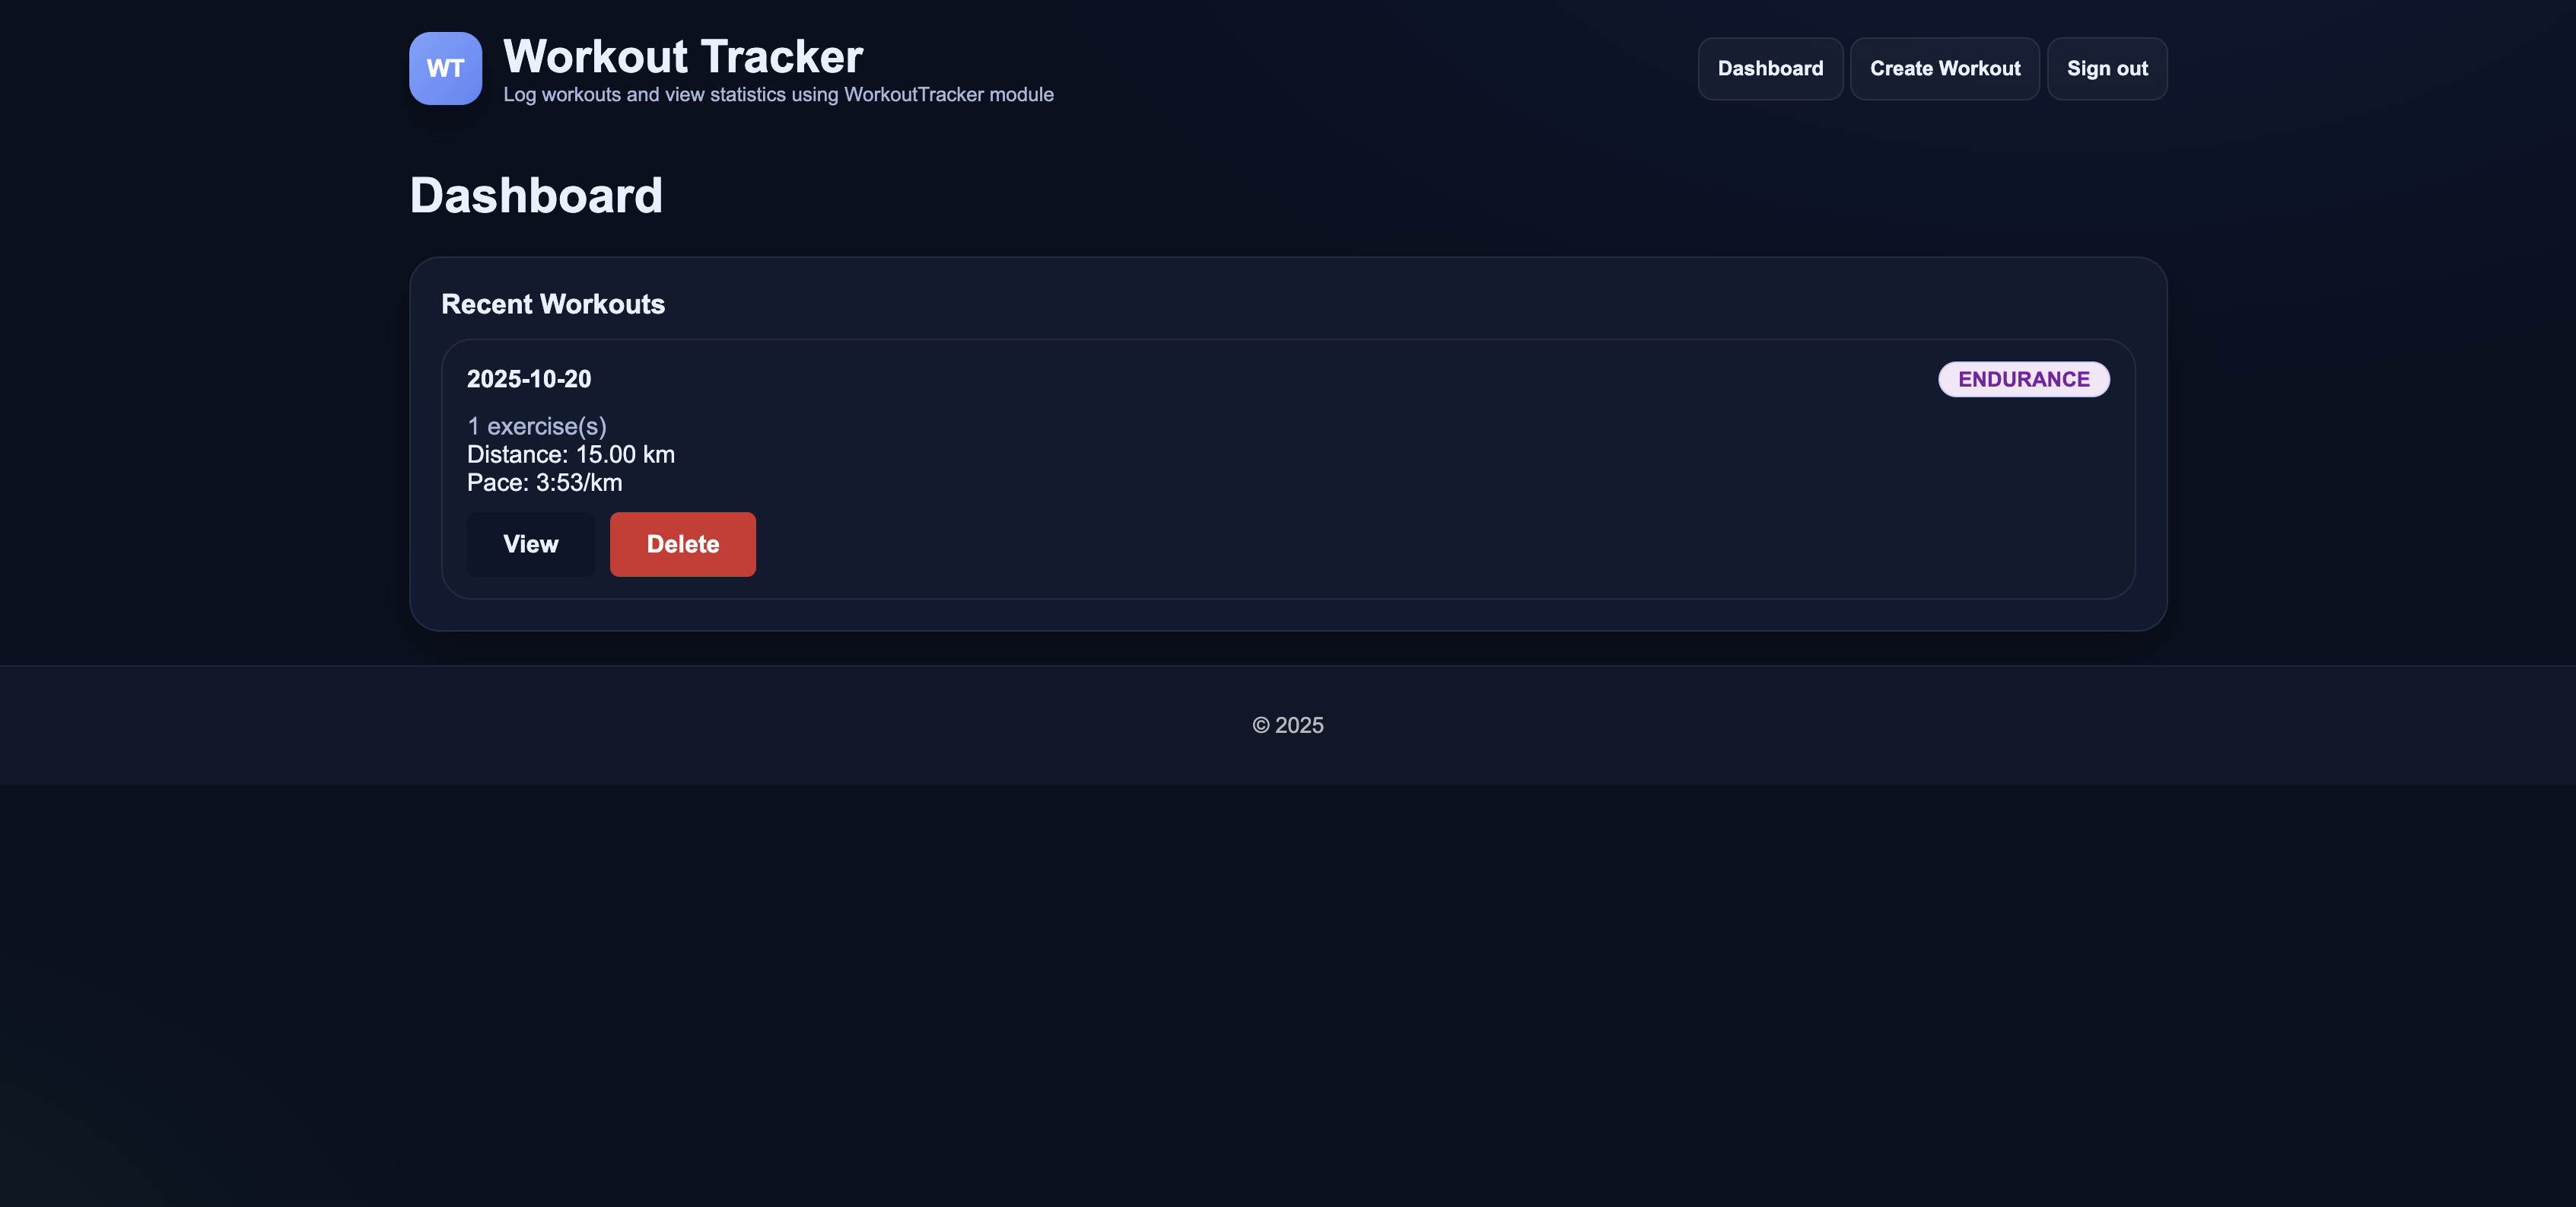 WT
Workout Tracker
Log workouts and view statistics using WorkoutTracker module
Dashboard
Create Workout
Sign out
Dashboard
Recent Workouts
2025-10-20
ENDURANCE
1 exercise(s)
Distance: 15.00 km
Pace: 3:53/km
View
Delete
© 2025